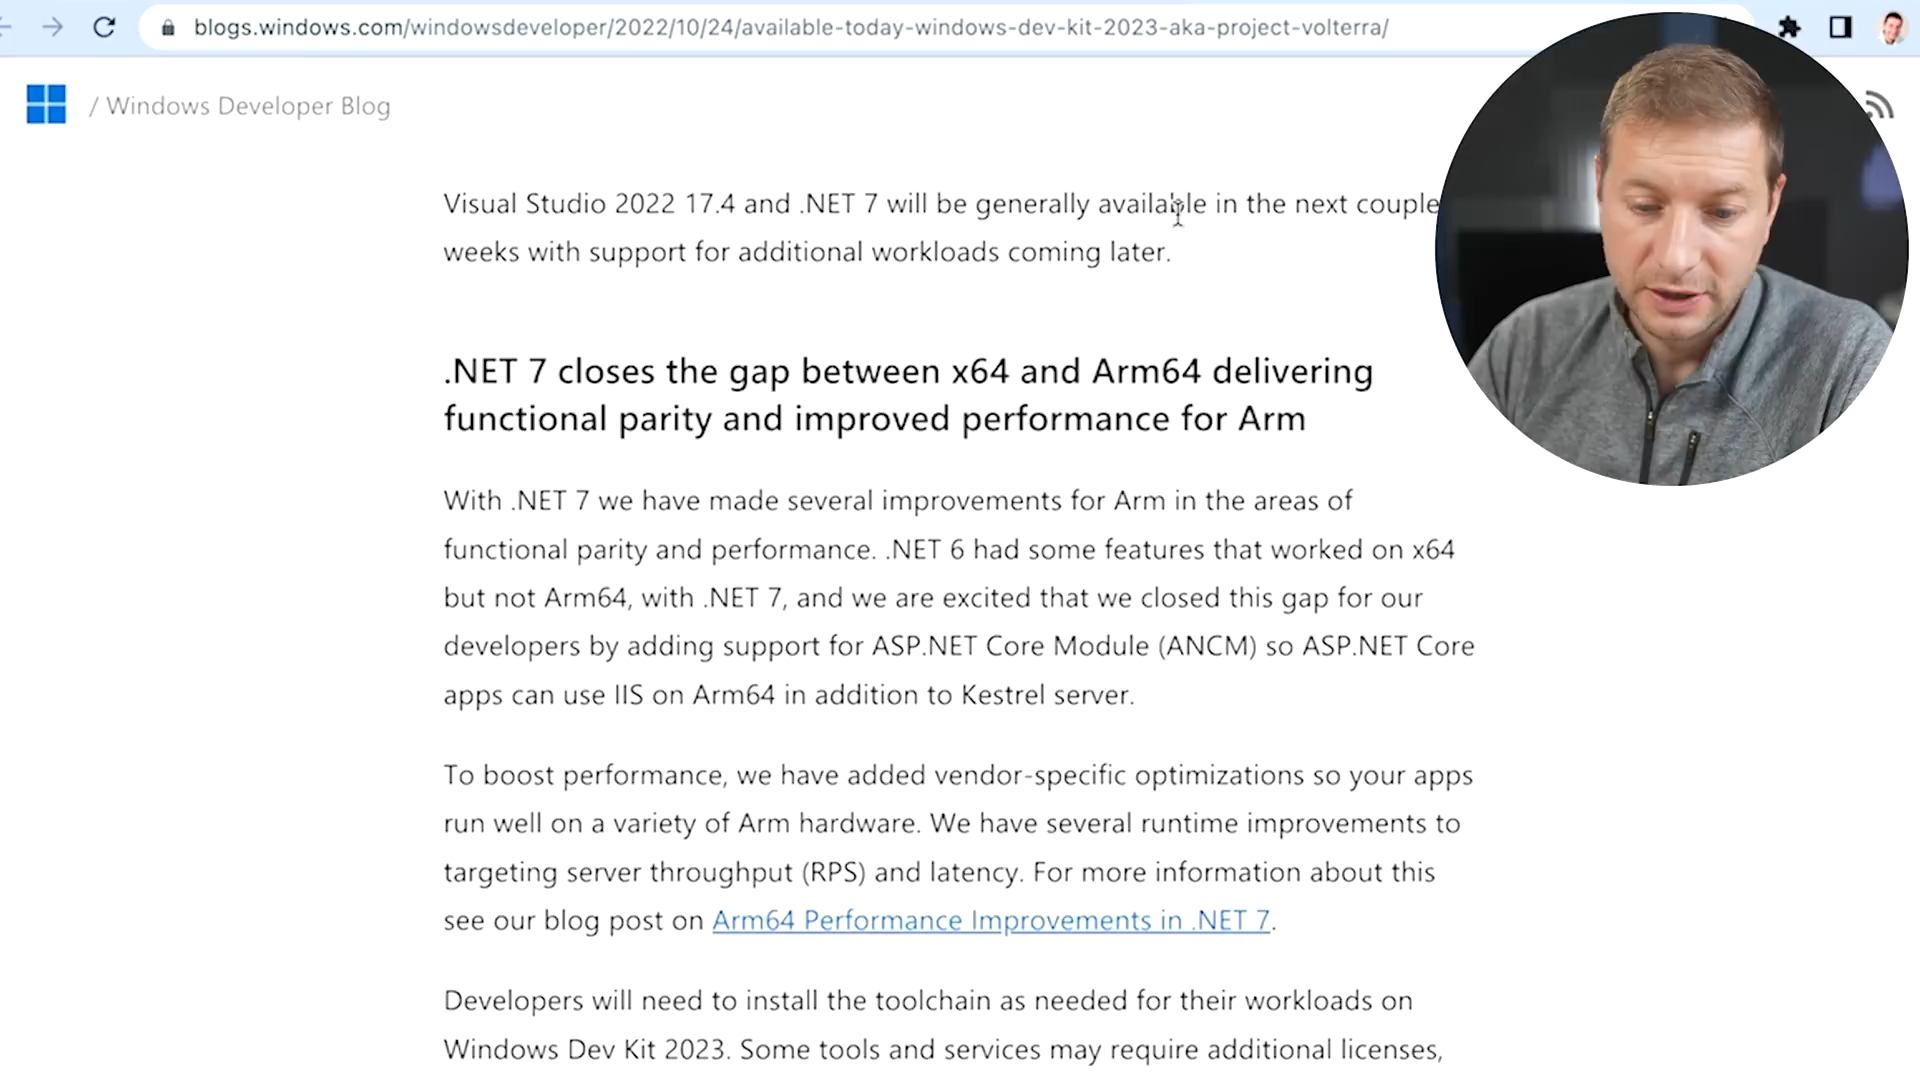 blogs.windows.com/windowsdeveloper/2022/10/24/available-today-windows-dev-kit-2023-aka-project-volterra/
/ Windows Developer Blog
Visual Studio 2022 17.4 and .NET 7 will be generally available in the next couple
weeks with support for additional workloads coming later.
.NET 7 closes the gap between x64 and Arm64 delivering
functional parity and improved performance for Arm
With .NET 7 we have made several improvements for Arm in the areas of
functional parity and performance. .NET 6 had some features that worked on x64
but not Arm64, with .NET 7, and we are excited that we closed this gap for our
developers by adding support for ASP.NET Core Module (ANCM) so ASP.NET Core
apps can use IIS on Arm64 in addition to Kestrel server.
To boost performance, we have added vendor-specific optimizations so your apps
run well on a variety of Arm hardware. We have several runtime improvements to
targeting server throughput (RPS) and latency. For more information about this
see our blog post on Arm64 Performance Improvements in .NET 7.
Developers will need to install the toolchain as needed for their workloads on
Windows Dev Kit 2023. Some tools and services may require additional licenses,